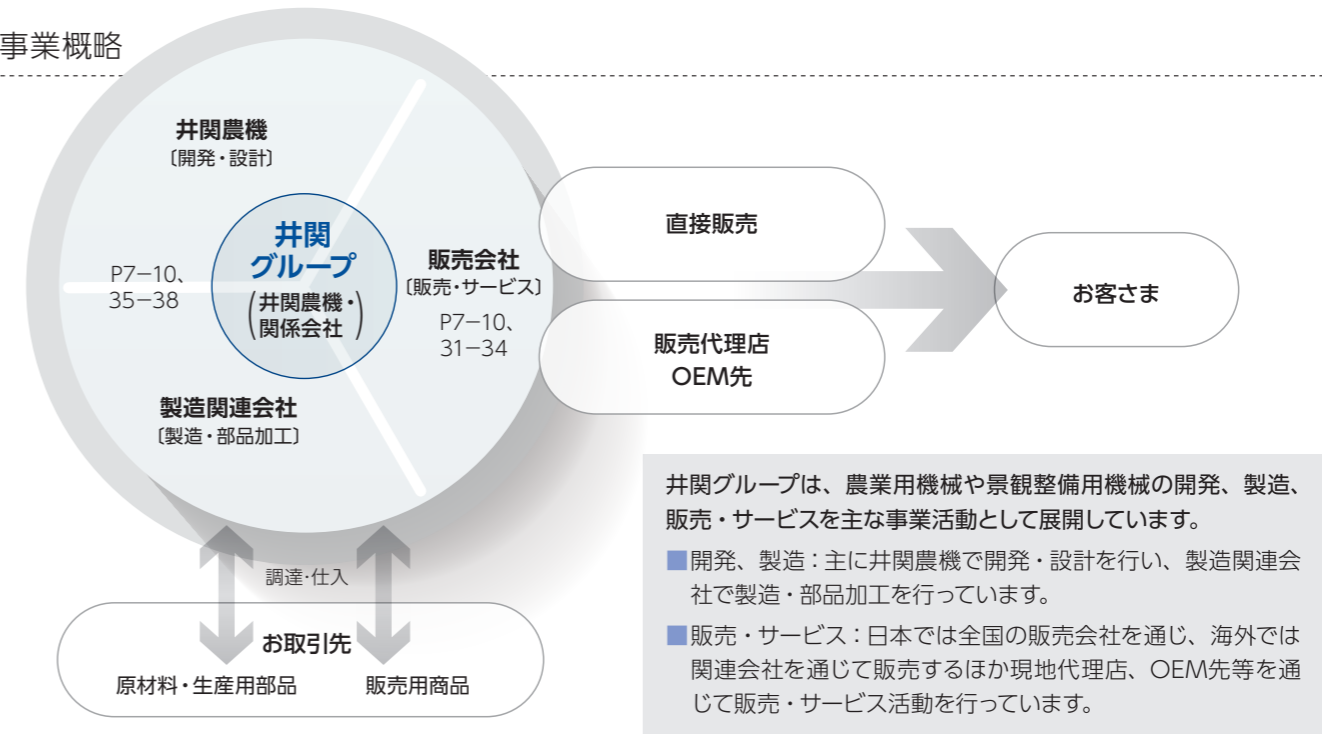 事業概略
井関農機
〔開発・設計〕
井関
グループ
(井関農機・
関係会社)
P7−10、
35−38
販売会社
〔販売・サービス〕
P7−10、
31−34
製造関連会社
〔製造・部品加工〕
直接販売
販売代理店
OEM先
お客さま
調達・仕入
お取引先
原材料・生産用部品
販売用商品
井関グループは、農業用機械や景観整備用機械の開発、製造、
販売・サービスを主な事業活動として展開しています。
■開発、製造：主に井関農機で開発・設計を行い、製造関連会
社で製造・部品加工を行っています。
■販売・サービス：日本では全国の販売会社を通じ、海外では
関連会社を通じて販売するほか現地代理店、OEM先等を通
じて販売・サービス活動を行っています。